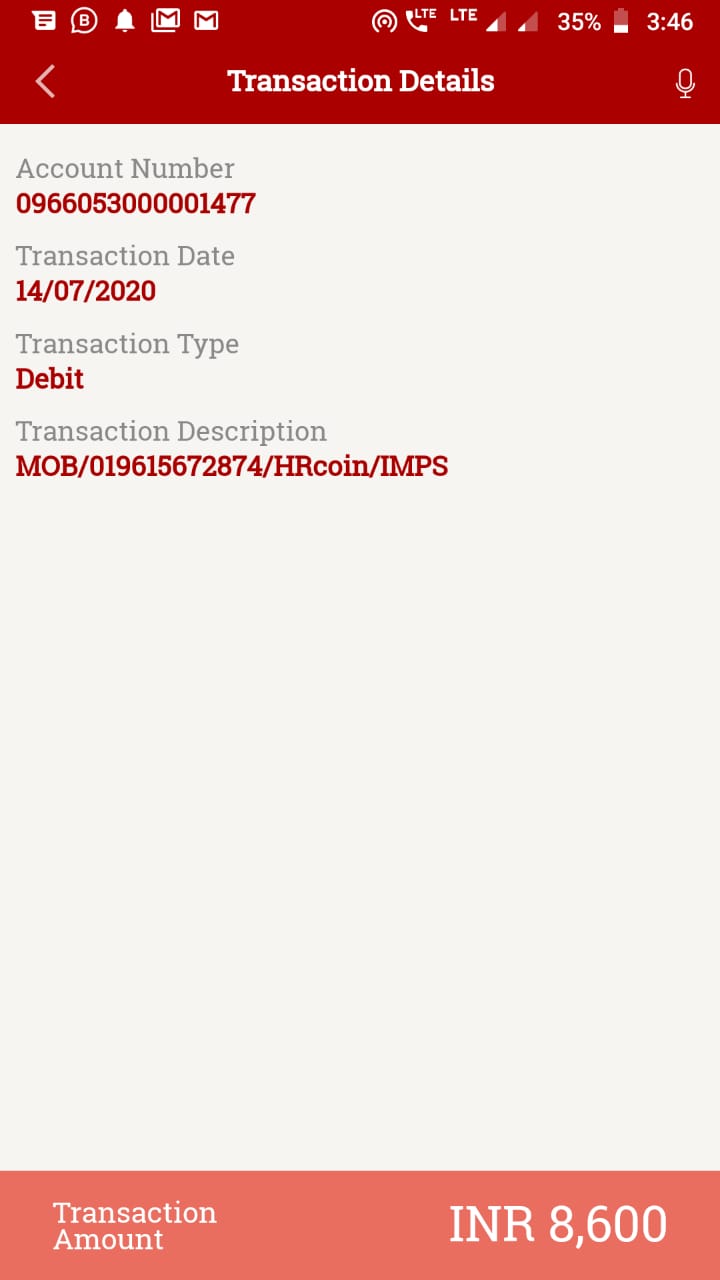 B LTE LTE 35% 3:46
Transaction Details
Account Number
0966053000001477
Transaction Date
14/07/2020
Transaction Type
Debit
Transaction Description
MOB/019615672874/HRcoin/IMPS
Transaction
Amount
INR 8,600